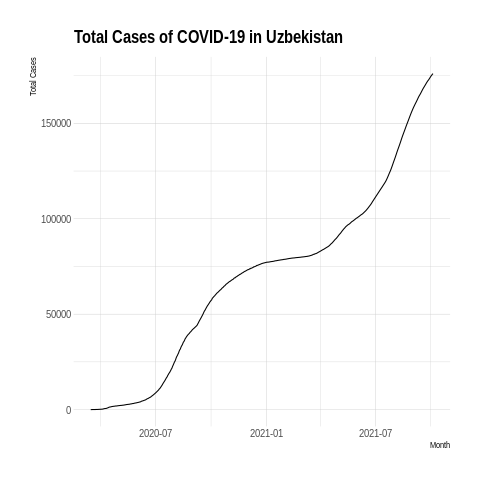 Total Cases of COVID-19 in Uzbekistan
Total Cases
150000
100000
50000
0
2020-07 2021-01 2021-07
Month